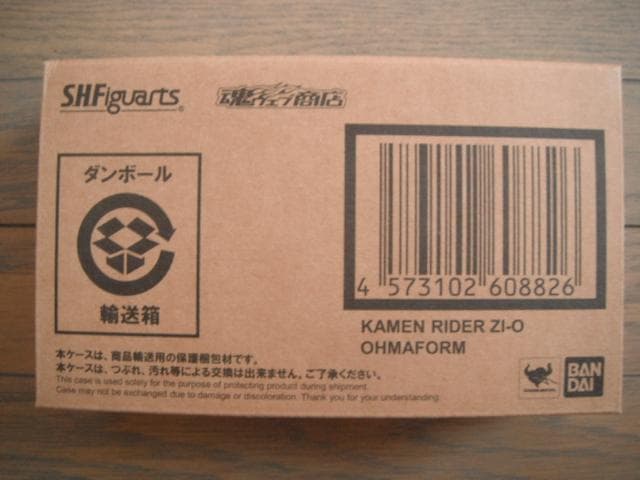 S.H.Figuarts®
魂ウェブ商店
ダンボール
輸送箱
4 573102 608826
KAMEN RIDER ZI-O
OHMAFORM
本ケースは、商品輸送用の保護梱包材です。
本ケースは、つぶれ、汚れ等による交換は出来ません。ご了承ください。
This case is used solely for the purpose of protecting product during shipment.
Case may not be exchanged due to damage or discoloration. Thank you for your understanding.
BAN
DAI